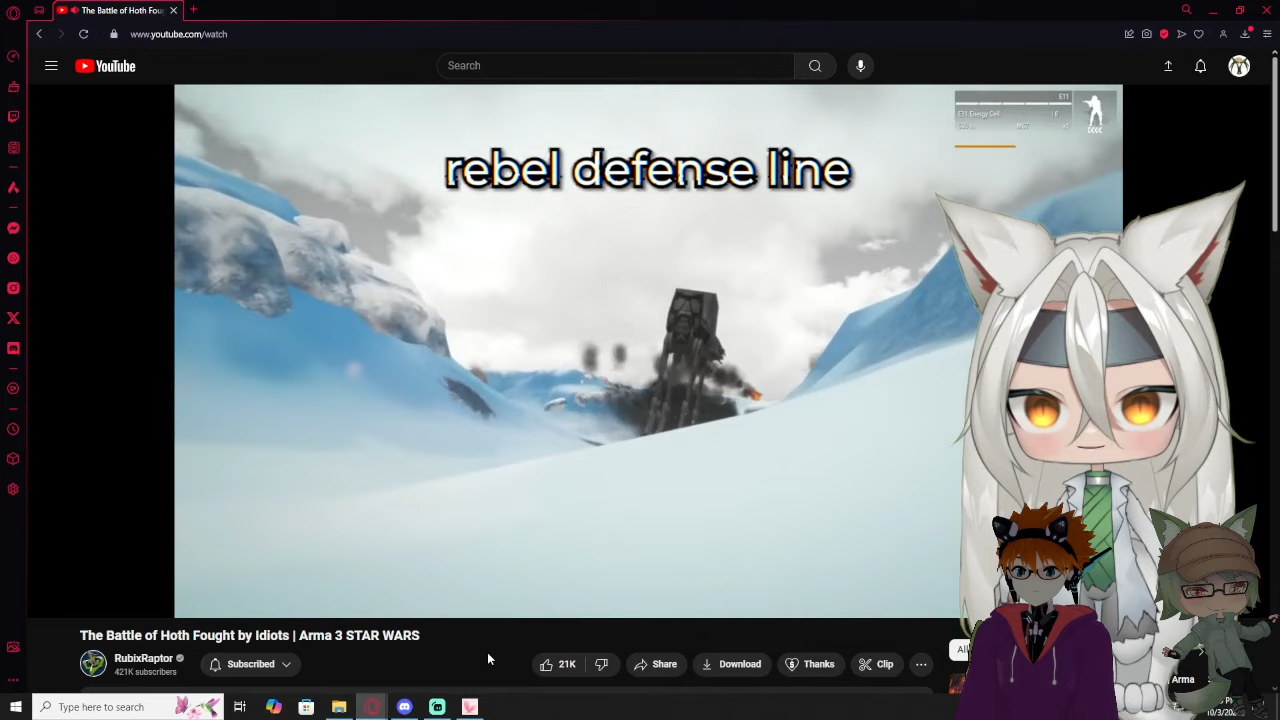 The Battle of Hoth Fou
www.youtube.com/watch
YouTube
Search
E11
E11 Energy Cell
rebel defense line
The Battle of Hoth Fought by Idiots | Arma 3 STAR WARS
RubixRaptor
421K subscribers
Subscribed
21K
Share
Download
Thanks
Clip
All
Arma
Type here to search